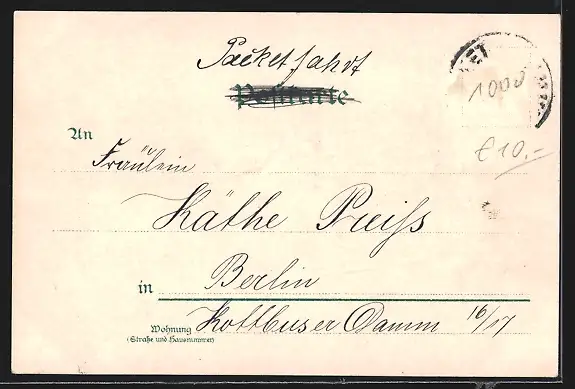 Packetfahrt
Postkarte
1000
An
€10.-
Fräulein
Käthe Preiss
in Berlin
Wohnung Kottbuser Damm 16/17
(Straße und Hausnummer)